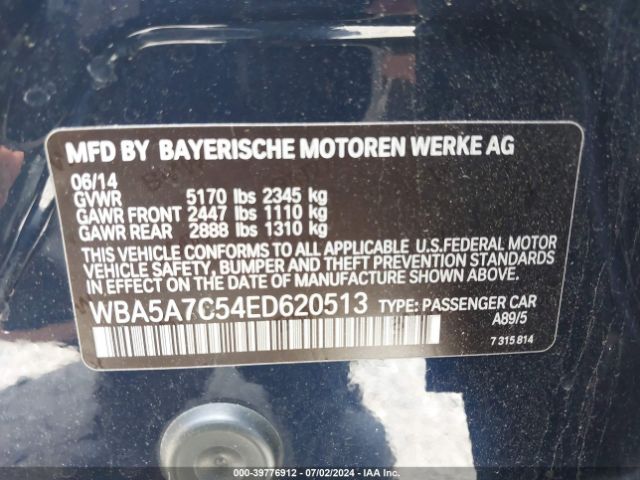 MFD BY BAYERISCHE MOTOREN WERKE AG
06/14
GVWR 5170 lbs 2345 kg
GAWR FRONT 2447 lbs 1110 kg
GAWR REAR 2888 lbs 1310 kg
THIS VEHICLE CONFORMS TO ALL APPLICABLE U.S.FEDERAL MOTOR
VEHICLE SAFETY, BUMPER, AND THEFT PREVENTION STANDARDS
IN EFFECT ON THE DATE OF MANUFACTURE SHOWN ABOVE.
WBA5A7C54ED620513 TYPE: PASSENGER CAR
A89/5
7 315 814
000-39776912 / 07/02/2024 - IAA Inc.